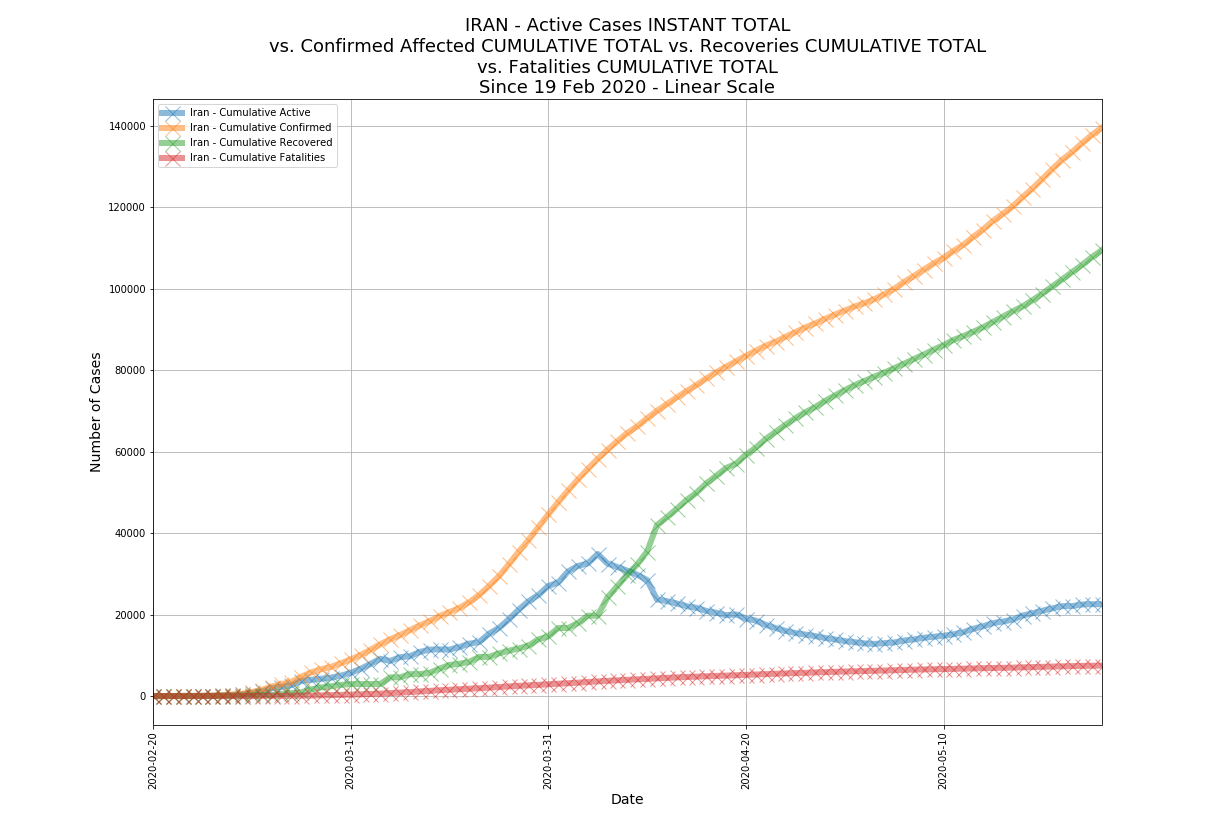 IRAN - Active Cases INSTANT TOTAL
vs. Confirmed Affected CUMULATIVE TOTAL vs. Recoveries CUMULATIVE TOTAL
vs. Fatalities CUMULATIVE TOTAL
Since 19 Feb 2020 - Linear Scale
Iran - Cumulative Active
Iran - Cumulative Confirmed
Iran - Cumulative Recovered
Iran - Cumulative Fatalities
140000
120000
100000
80000
60000
40000
20000
0
Number of Cases
2020-02-20
2020-03-11
2020-03-31
2020-04-20
2020-05-10
Date